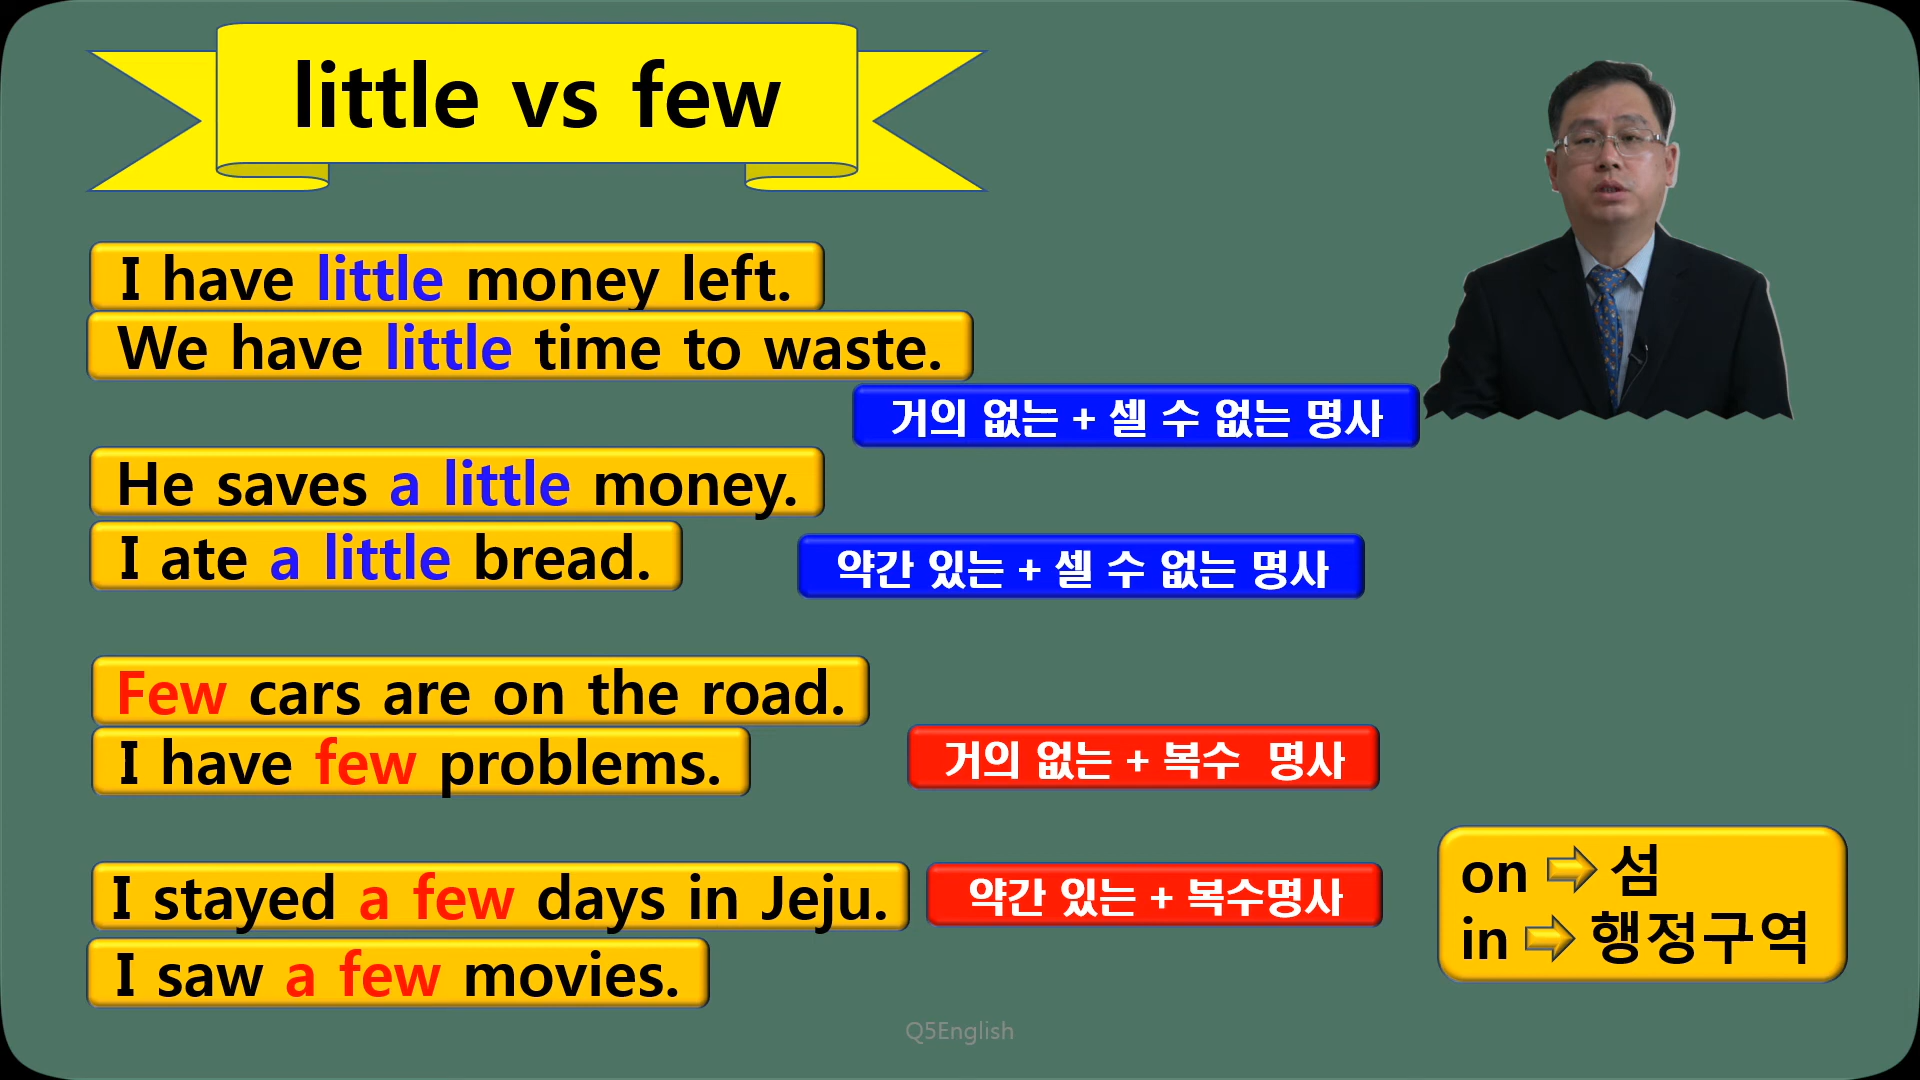 little vs few
I have little money left.
We have little time to waste.
거의 없는 + 셀 수 없는 명사
He saves a little money.
I ate a little bread.
약간 있는 + 셀 수 없는 명사
Few cars are on the road.
I have few problems.
거의 없는 + 복수 명사
I stayed a few days in Jeju.
약간 있는 + 복수명사
I saw a few movies.
on ⇨ 섬
in ⇨ 행정구역
Q5English